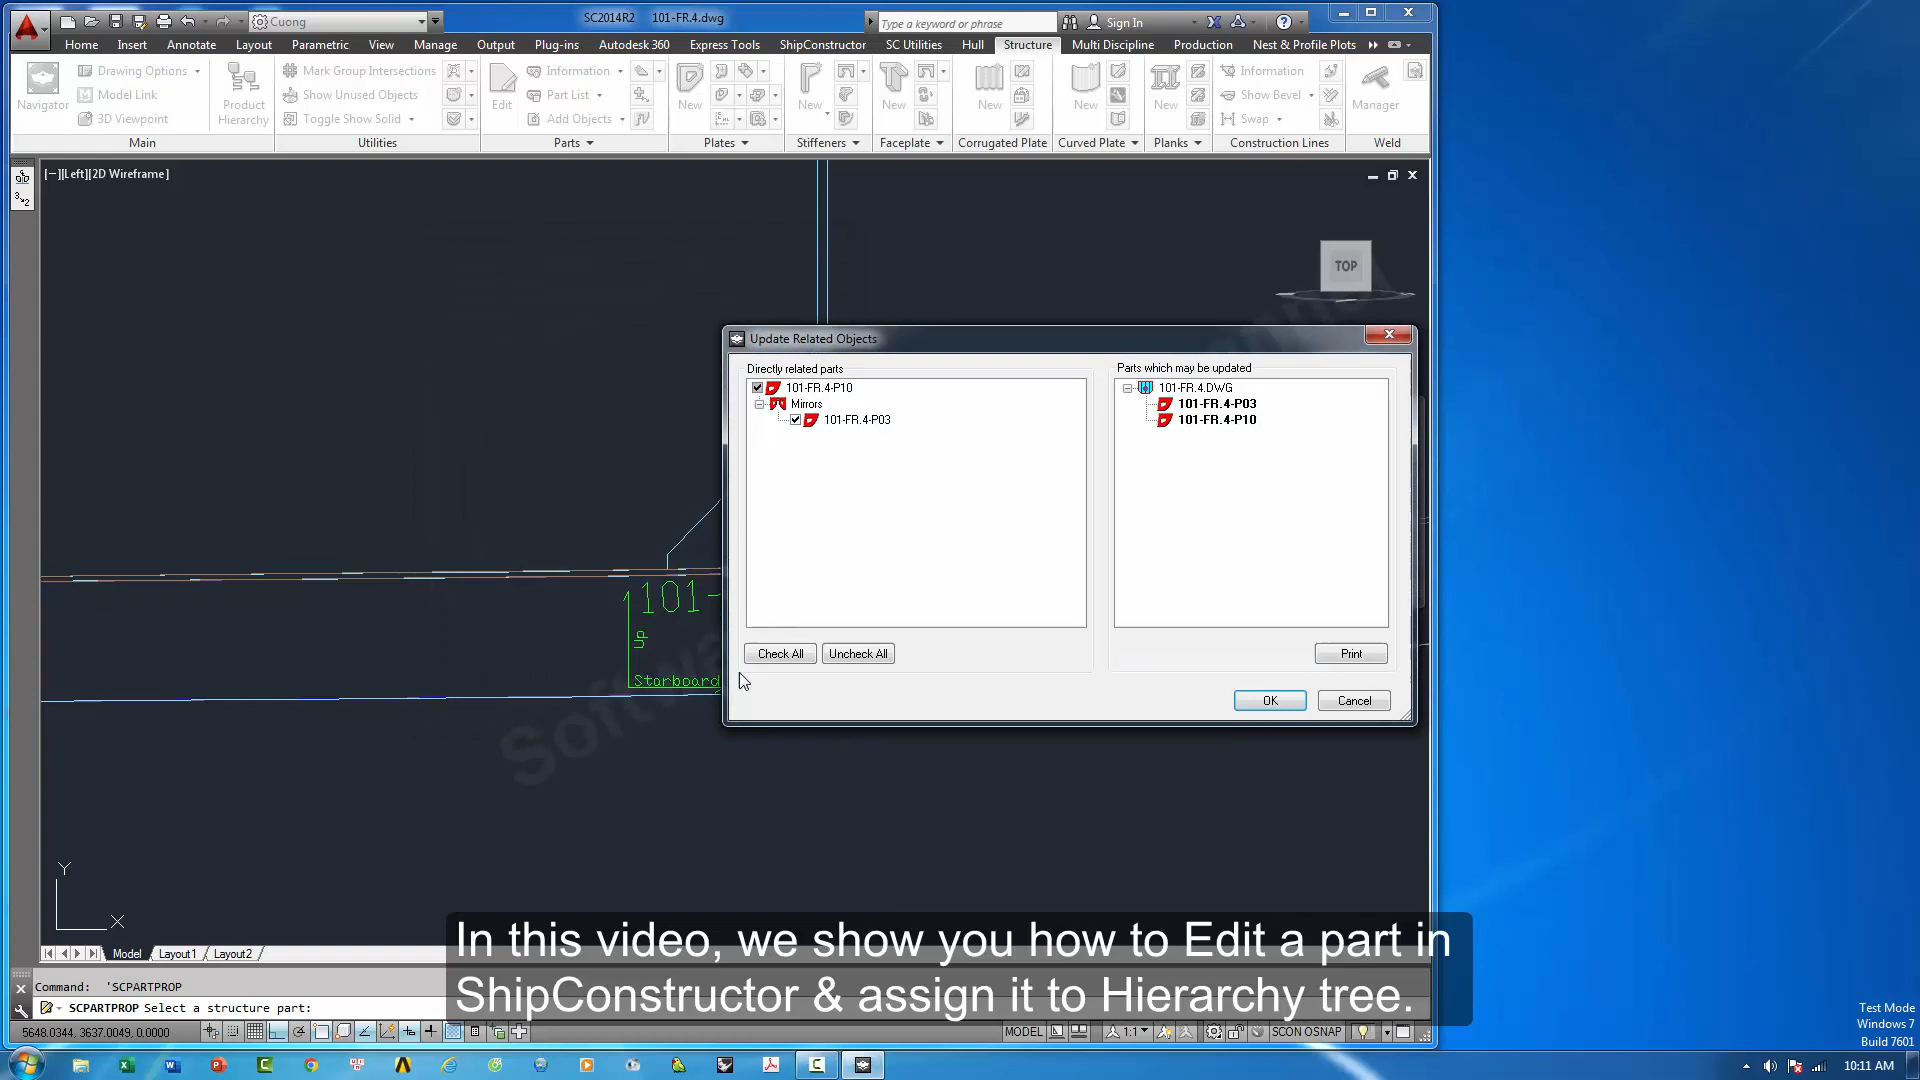 SC2014R2 101-FR.4.dwg
Cuong
Type a keyword or phrase
Sign In
Home Insert Annotate Layout Parametric View Manage Output Plug-ins Autodesk 360 Express Tools ShipConstructor SC Utilities Hull Structure Multi Discipline Production Nest & Profile Plots
Navigator
Drawing Options
Model Link
3D Viewpoint
Product Hierarchy
Mark Group Intersections
Show Unused Objects
Toggle Show Solid
Edit
Information
Part List
Add Objects
New
New
New
New
New
New
Information
Show Bevel
Swap
Manager
Main Utilities Parts Plates Stiffeners Faceplate Corrugated Plate Curved Plate Planks Construction Lines Weld
[−][Left][2D Wireframe]
TOP
Update Related Objects
Directly related parts
101-FR.4-P10
Mirrors
101-FR.4-P03
Parts which may be updated
101-FR.4.DWG
101-FR.4-P03
101-FR.4-P10
Check All Uncheck All Print
OK Cancel
101-
Up
Starboard
Softwa
Y
X
Model Layout1 Layout2
In this video, we show you how to Edit a part in
ShipConstructor & assign it to Hierarchy tree.
Command: 'SCPARTPROP
SCPARTPROP Select a structure part:
5648.0344, 3637.0049, 0.0000
MODEL 1:1 SCON OSNAP
Test Mode
Windows 7
Build 7601
10:11 AM